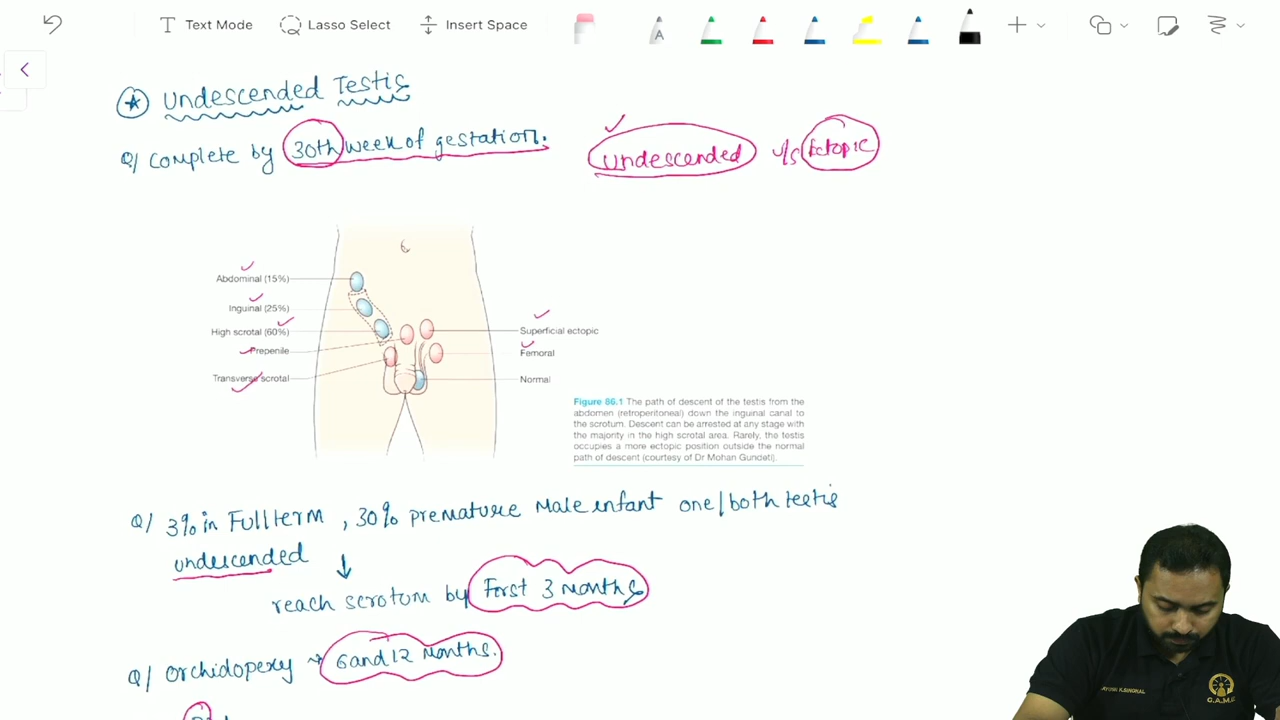 Text Mode
Lasso Select
Insert Space
A
Undescended Testis
Q/ Complete by 30th week of gestation.
Undescended v/s Ectopic
Abdominal (15%)
Inguinal (25%)
High scrotal (60%)
Prepenile
Transverse scrotal
Superficial ectopic
Femoral
Normal
Figure 86.1 The path of descent of the testis from the
abdomen (retroperitoneal) down the inguinal canal to
the scrotum. Descent can be arrested at any stage with
the majority in the high scrotal area. Rarely, the testis
occupies a more ectopic position outside the normal
path of descent (courtesy of Dr Mohan Gundeti).
Q/ 3% in Fullterm, 30% premature Male infant one/both testis
undescended
reach scrotum by First 3 months
Q/ Orchidopexy → 6 and 12 Months.
G.A.M.E